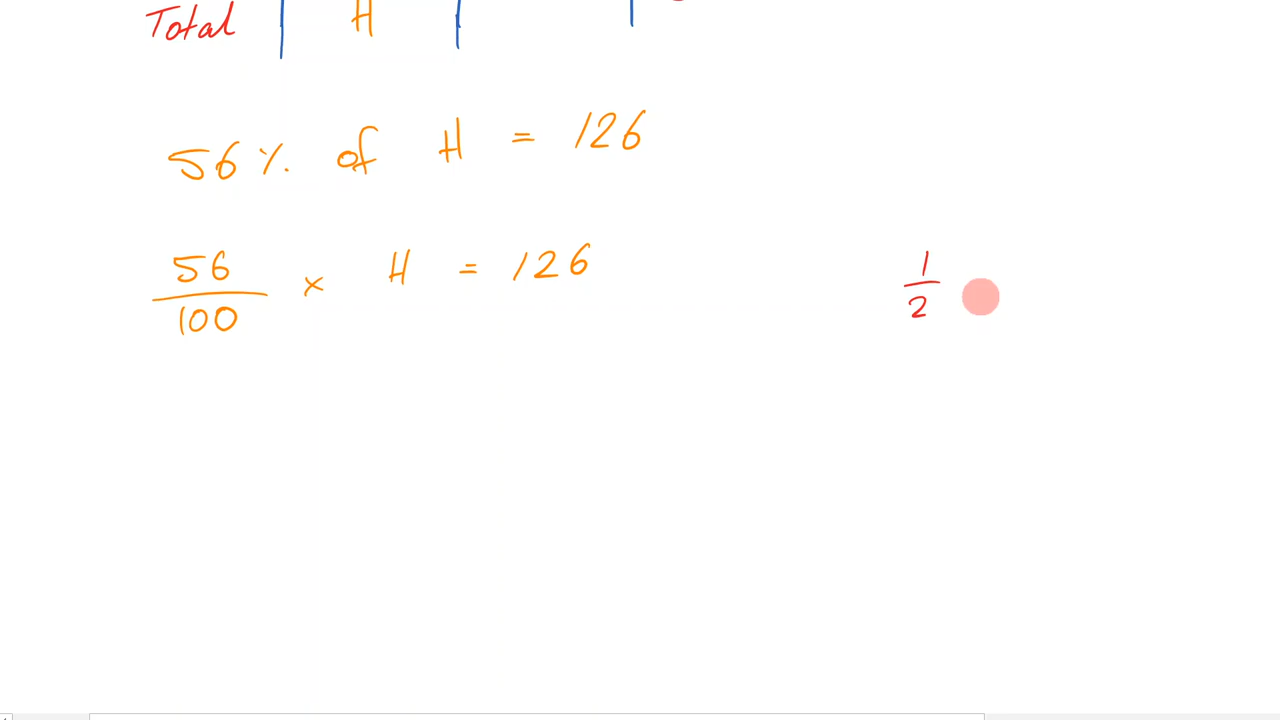 Total H
56% of H = 126
56/100 × H = 126
1/2